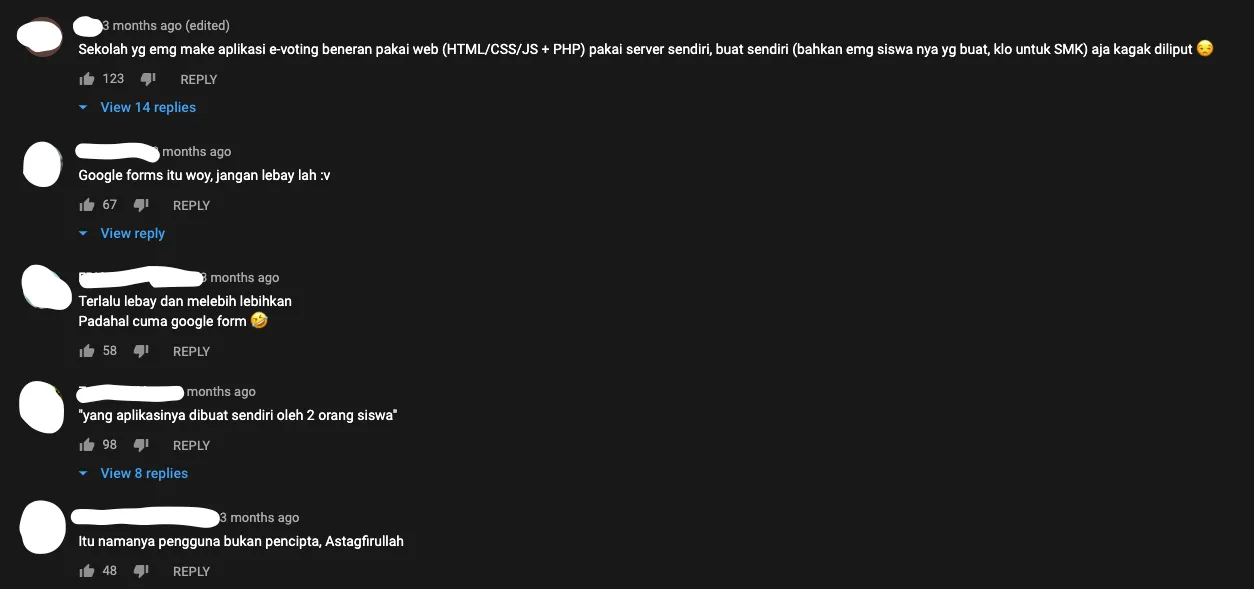 3 months ago (edited)
Sekolah yg emg make aplikasi e-voting beneran pakai web (HTML/CSS/JS + PHP) pakai server sendiri, buat sendiri (bahkan emg siswa nya yg buat, klo untuk SMK) aja kagak diliput 😒
123 REPLY
View 14 replies
months ago
Google forms itu woy, jangan lebay lah :v
67 REPLY
View reply
3 months ago
Terlalu lebay dan melebih lebihkan
Padahal cuma google form 🤣
58 REPLY
months ago
"yang aplikasinya dibuat sendiri oleh 2 orang siswa"
98 REPLY
View 8 replies
3 months ago
Itu namanya pengguna bukan pencipta, Astagfirullah
48 REPLY